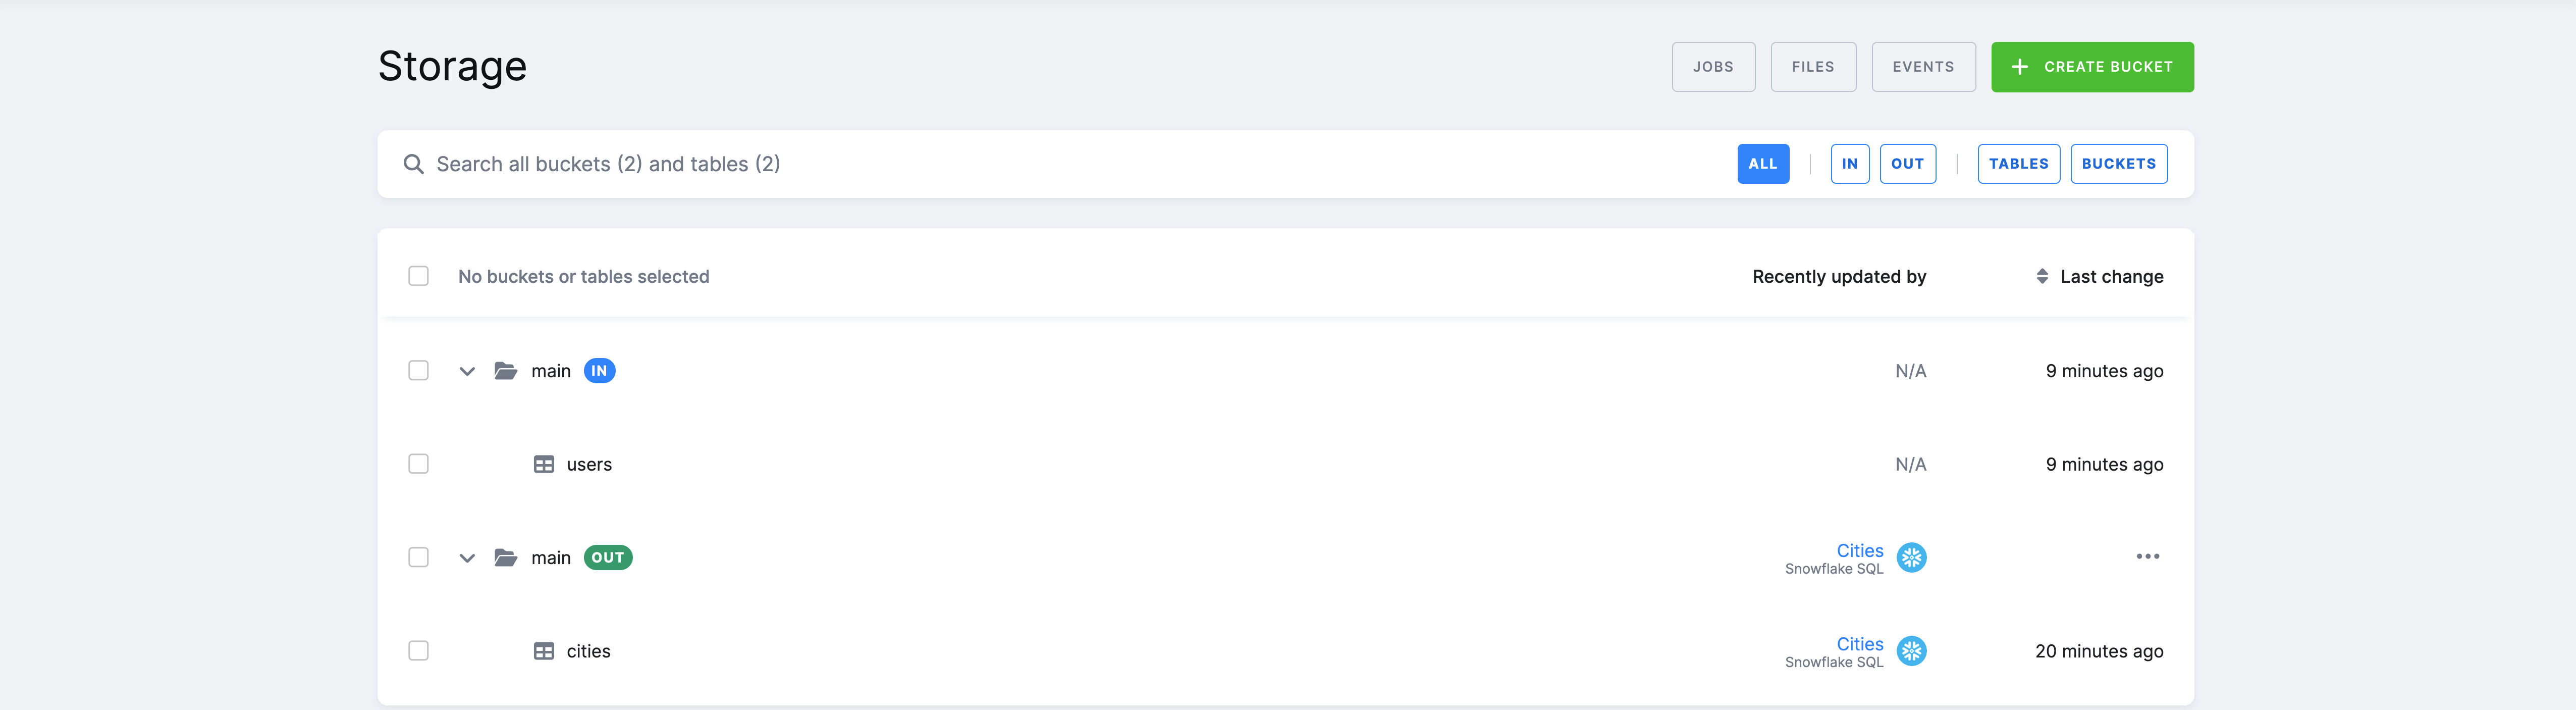 Storage
JOBS FILES EVENTS + CREATE BUCKET
Search all buckets (2) and tables (2) ALL | IN OUT | TABLES BUCKETS
No buckets or tables selected Recently updated by Last change
main IN N/A 9 minutes ago
users N/A 9 minutes ago
main OUT Cities ...
Snowflake SQL
cities Cities 20 minutes ago
Snowflake SQL